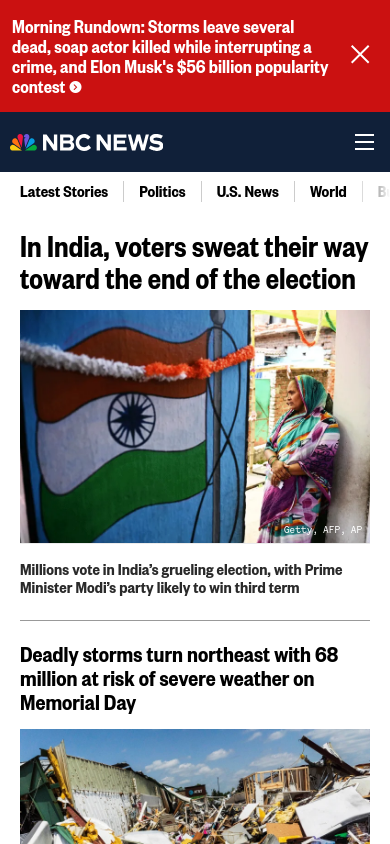 Morning Rundown: Storms leave several
dead, soap actor killed while interrupting a
crime, and Elon Musk's $56 billion popularity
contest
NBC NEWS
Latest Stories
Politics
U.S. News
World
In India, voters sweat their way
toward the end of the election
Getty, AFP, AP
Millions vote in India’s grueling election, with Prime
Minister Modi’s party likely to win third term
Deadly storms turn northeast with 68
million at risk of severe weather on
Memorial Day